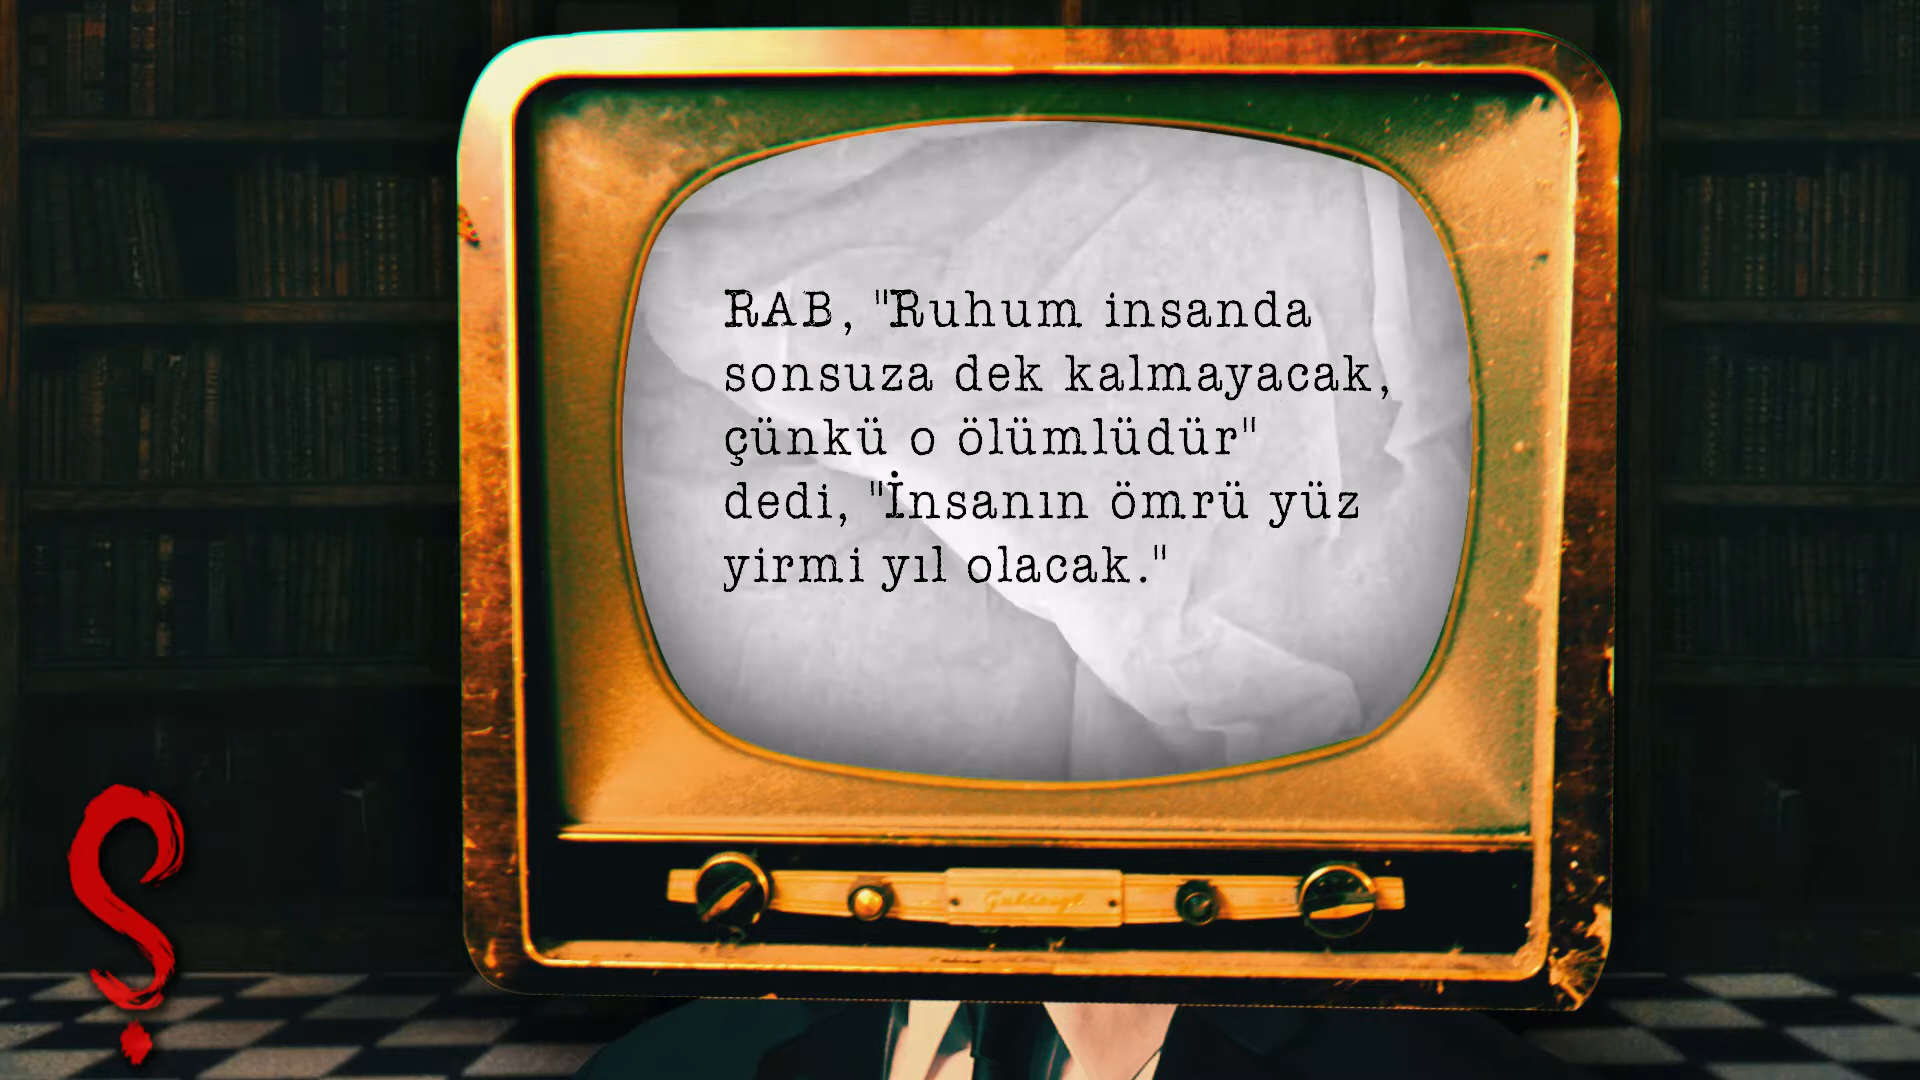 RAB, "Ruhum insanda
sonsuza dek kalmayacak,
çünkü o ölümlüdür"
dedi, "İnsanın ömrü yüz
yirmi yıl olacak."
Ş